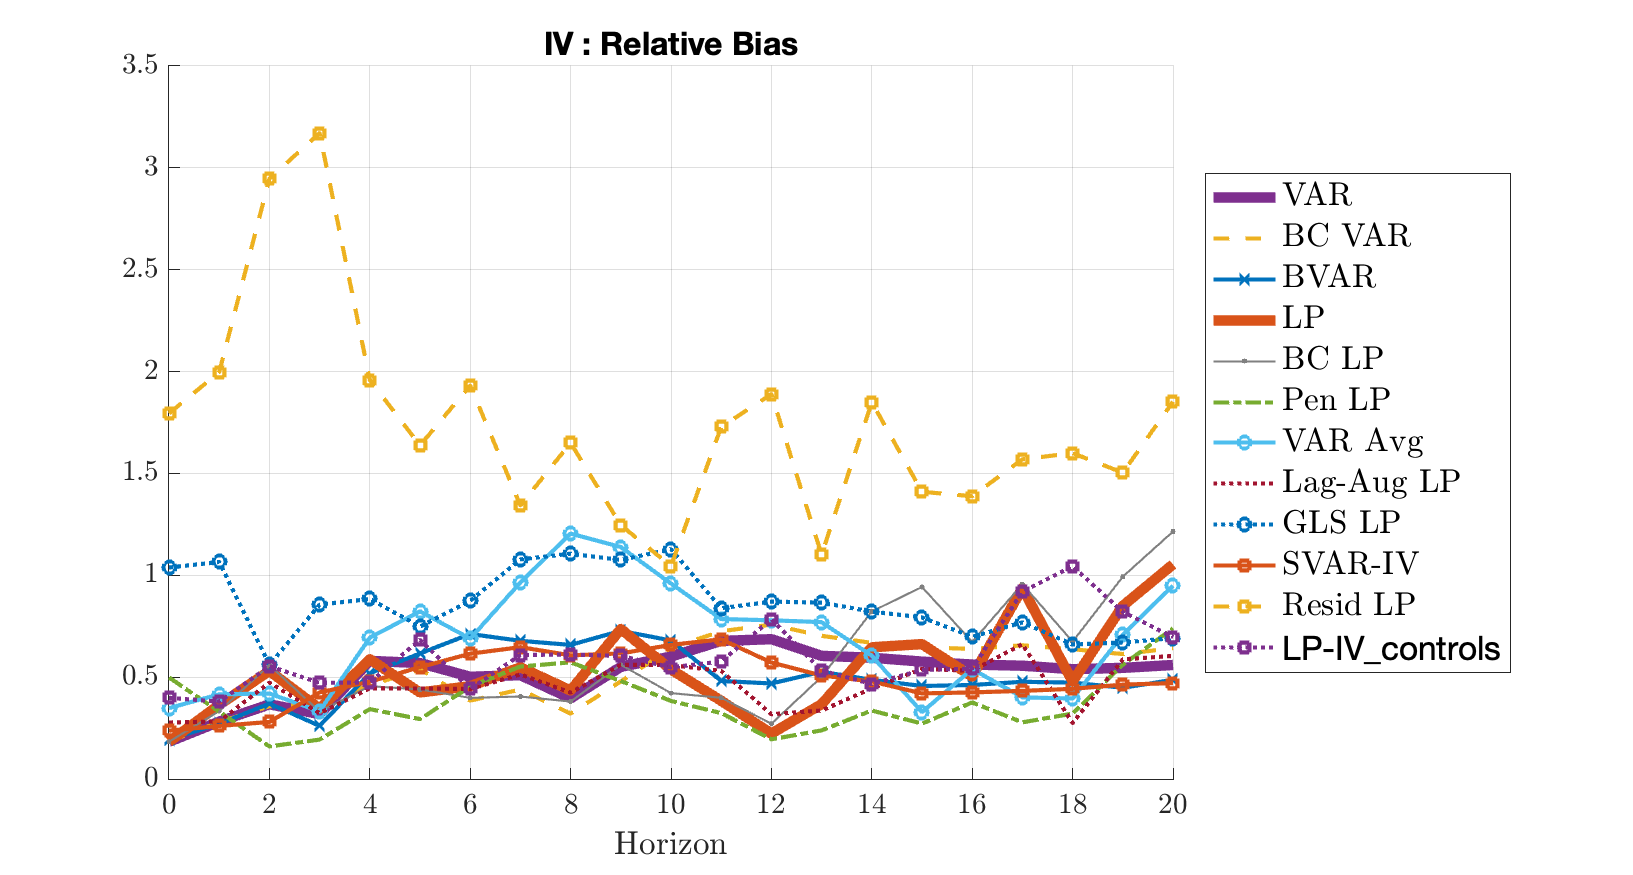 IV : Relative Bias
3.5
3
2.5
2
1.5
1
0.5
0
0 2 4 6 8 10 12 14 16 18 20
Horizon
VAR
BC VAR
BVAR
LP
BC LP
Pen LP
VAR Avg
Lag-Aug LP
GLS LP
SVAR-IV
Resid LP
LP-IV_controls